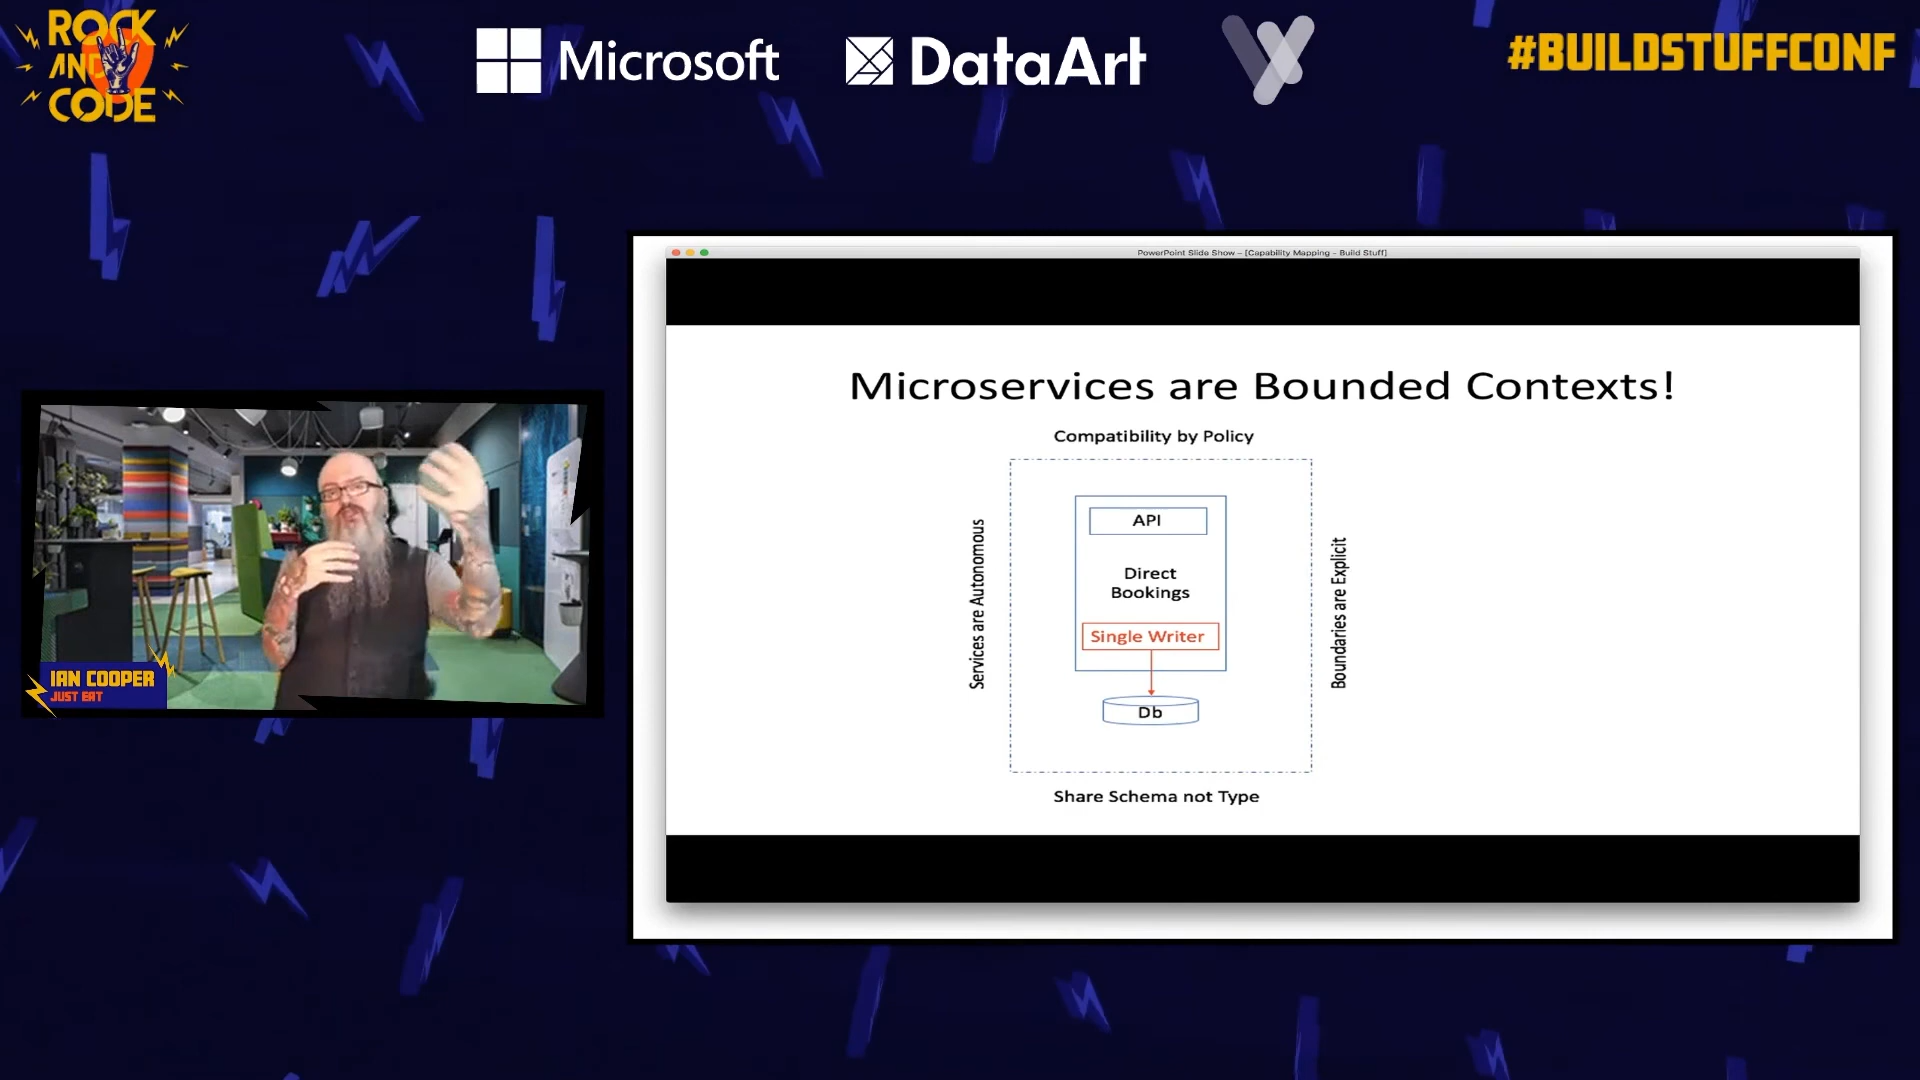 ROCK
AND
CODE
Microsoft
DataArt
#BUILDSTUFFCONF
PowerPoint Slide Show – [Capability Mapping - Build Stuff]
Microservices are Bounded Contexts!
Compatibility by Policy
Services are Autonomous
API
Direct
Bookings
Single Writer
Db
Boundaries are Explicit
Share Schema not Type
IAN COOPER
JUST EAT